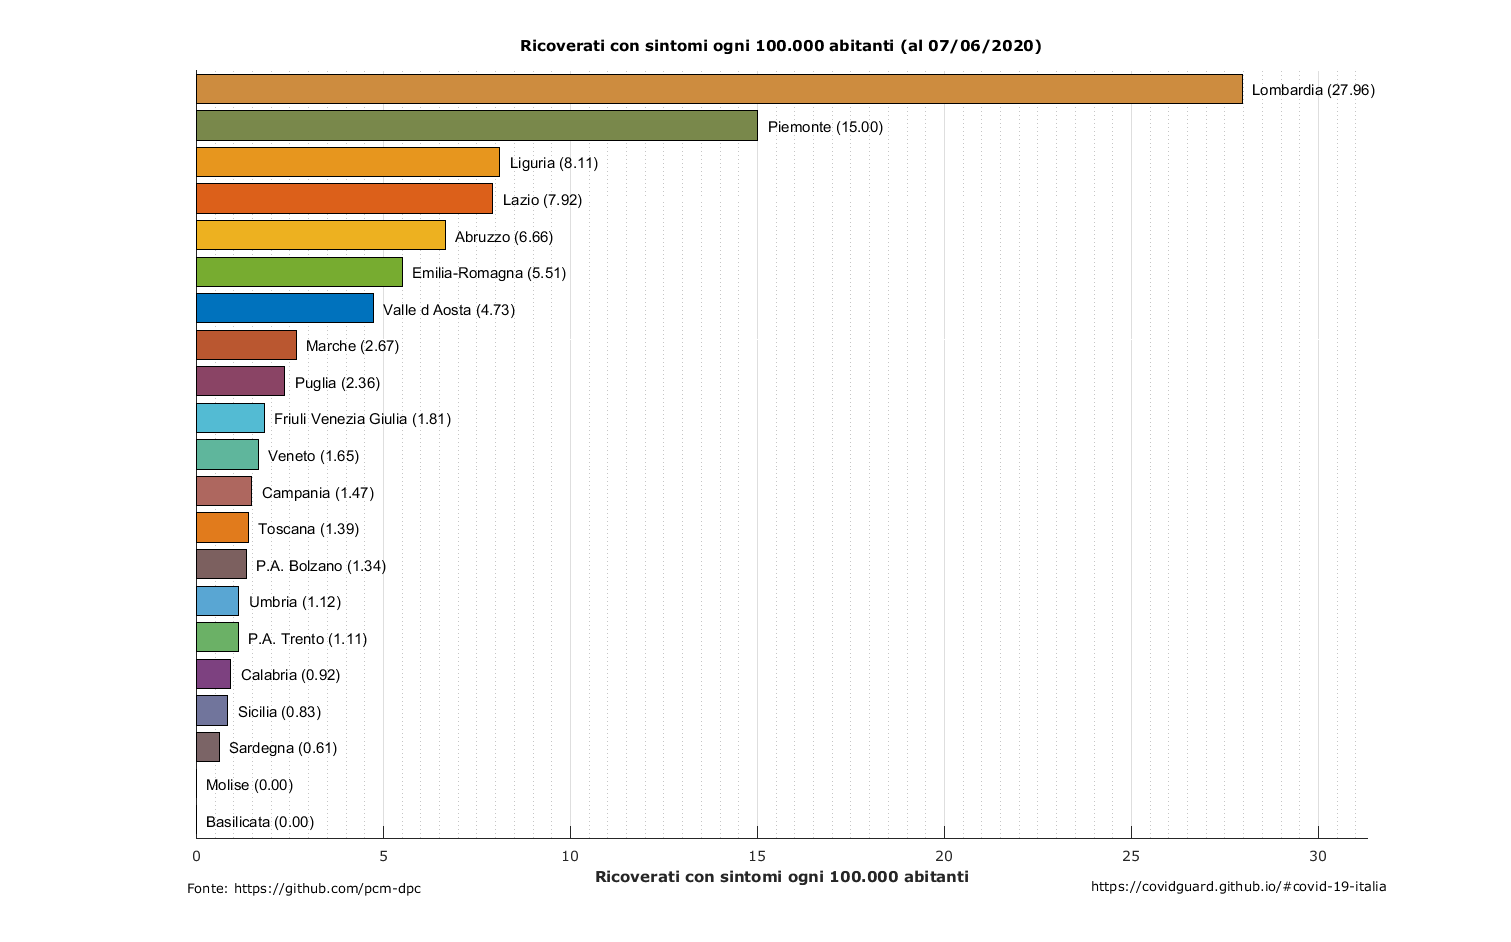 Ricoverati con sintomi ogni 100.000 abitanti (al 07/06/2020)
Lombardia (27.96)
Piemonte (15.00)
Liguria (8.11)
Lazio (7.92)
Abruzzo (6.66)
Emilia-Romagna (5.51)
Valle d Aosta (4.73)
Marche (2.67)
Puglia (2.36)
Friuli Venezia Giulia (1.81)
Veneto (1.65)
Campania (1.47)
Toscana (1.39)
P.A. Bolzano (1.34)
Umbria (1.12)
P.A. Trento (1.11)
Calabria (0.92)
Sicilia (0.83)
Sardegna (0.61)
Molise (0.00)
Basilicata (0.00)
0 5 10 15 20 25 30
Ricoverati con sintomi ogni 100.000 abitanti
Fonte: https://github.com/pcm-dpc
https://covidguard.github.io/#covid-19-italia